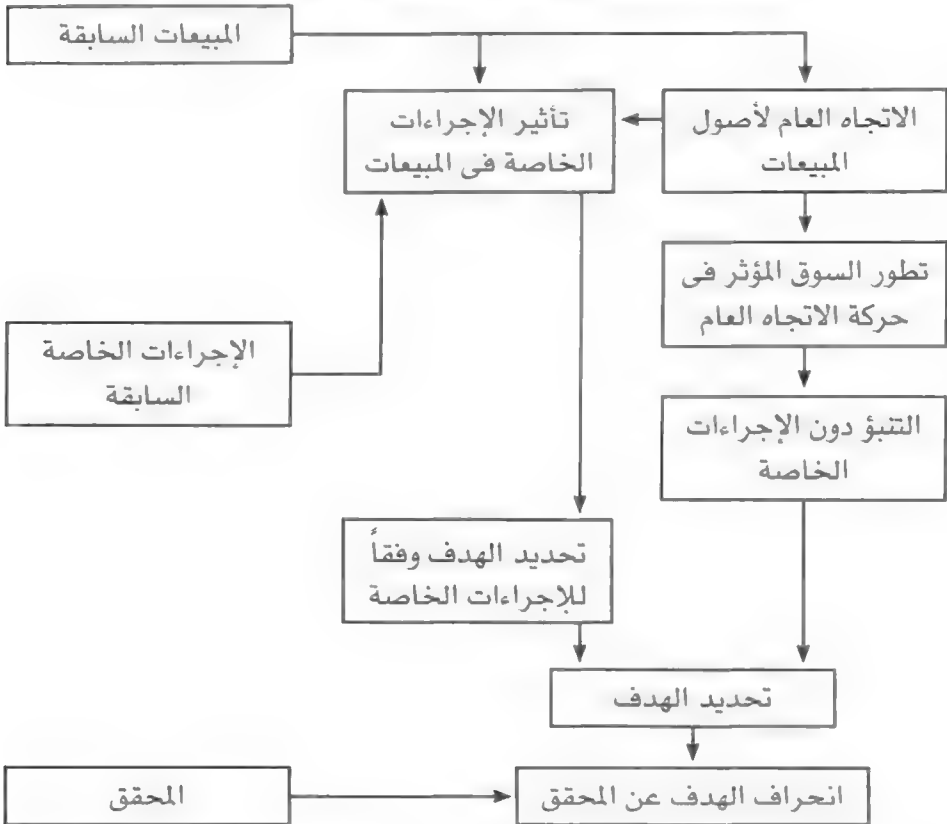 المبيعات السابقة
الاتجاه العام لأصول
المبيعات
تأثير الإجراءات
الخاصة فى المبيعات
تطور السوق المؤثر فى
حركة الاتجاه العام
الإجراءات الخاصة
السابقة
التنبؤ دون الإجراءات
الخاصة
تحديد الهدف وفقاً
للإجراءات الخاصة
تحديد الهدف
انحراف الهدف عن المحقق
المحقق